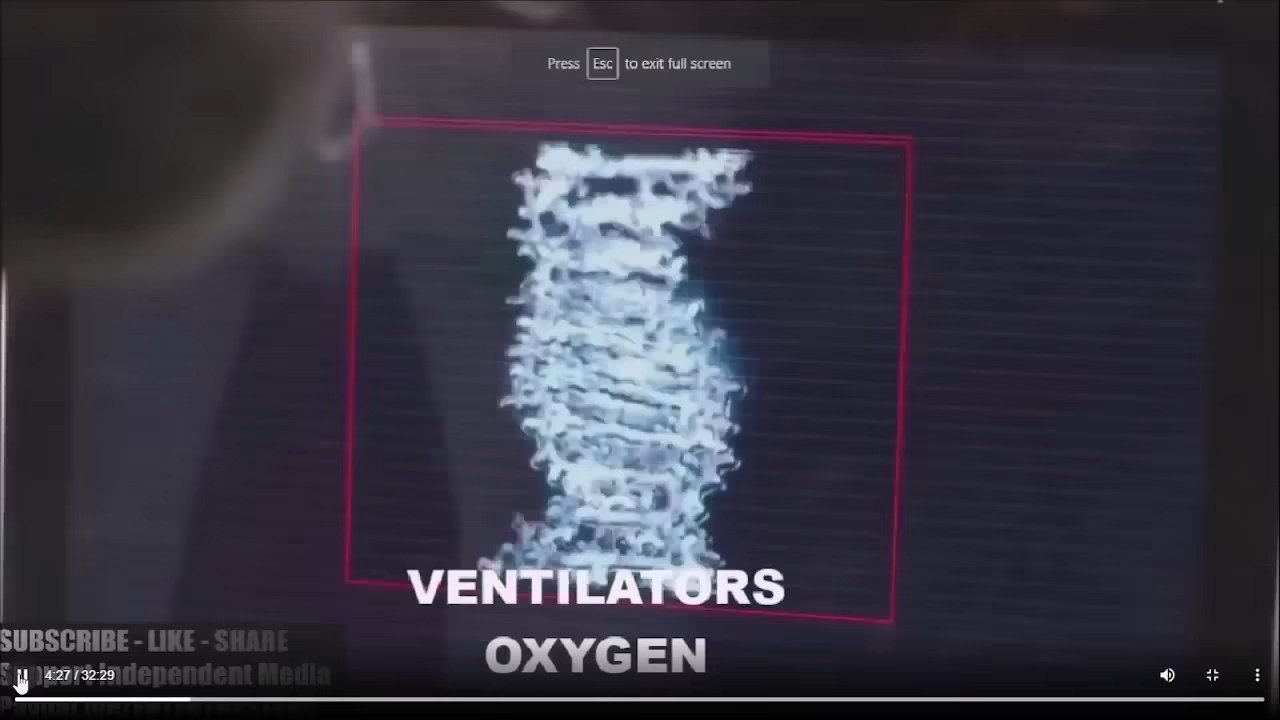 Press Esc to exit full screen
VENTILATORS
OXYGEN
SUBSCRIBE - LIKE - SHARE
Support Independent Media
4:27 / 32:29